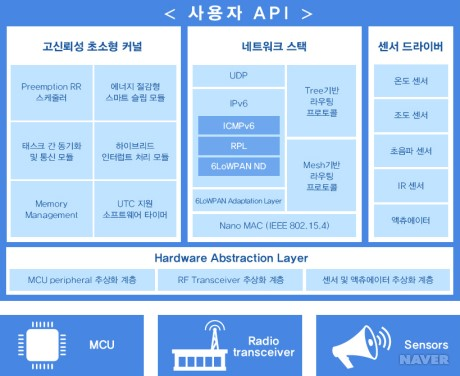 < 사용자 API >
고신뢰성 초소형 커널
Preemption RR
스케줄러
에너지 절감형
스마트 슬립 모듈
태스크 간 동기화
및 통신 모듈
하이브리드
인터럽트 처리 모듈
Memory
Management
UTC 지원
소프트웨어 타이머
네트워크 스택
UDP
IPv6
ICMPv6
RPL
6LoWPAN ND
6LoWPAN Adaptation Layer
Tree기반
라우팅
프로토콜
Mesh기반
라우팅
프로토콜
Nano MAC (IEEE 802.15.4)
센서 드라이버
온도 센서
조도 센서
초음파 센서
IR 센서
액츄에이터
Hardware Abstraction Layer
MCU peripheral 추상화 계층
RF Transceiver 추상화 계층
센서 및 액츄에이터 추상화 계층
MCU
Radio
transceiver
Sensors
NAVER